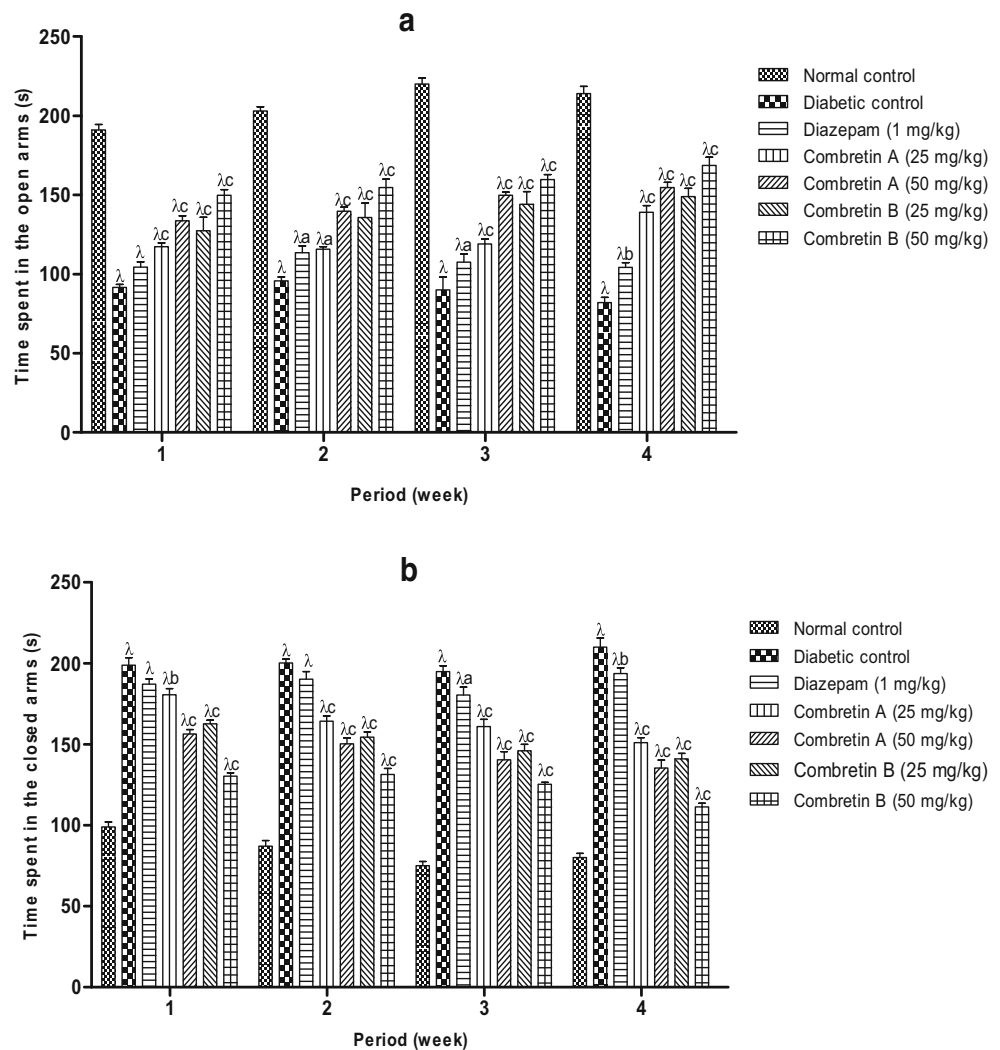 a
250
200
150
100
50
0
Time spent in the open arms (s)
λ λ λc λc λc λc
λ λa λa λc λc λc
λ λa λc λc λc λc
λ λb λc λc λc λc
1 2 3 4
Period (week)
Normal control
Diabetic control
Diazepam (1 mg/kg)
Combretin A (25 mg/kg)
Combretin A (50 mg/kg)
Combretin B (25 mg/kg)
Combretin B (50 mg/kg)
b
250
200
150
100
50
0
Time spent in the closed arms (s)
λ λ λb λc λc λc
λ λ λc λc λc λc
λ λa λc λc λc λc
λ λb λc λc λc λc
1 2 3 4
Period (week)
Normal control
Diabetic control
Diazepam (1 mg/kg)
Combretin A (25 mg/kg)
Combretin A (50 mg/kg)
Combretin B (25 mg/kg)
Combretin B (50 mg/kg)